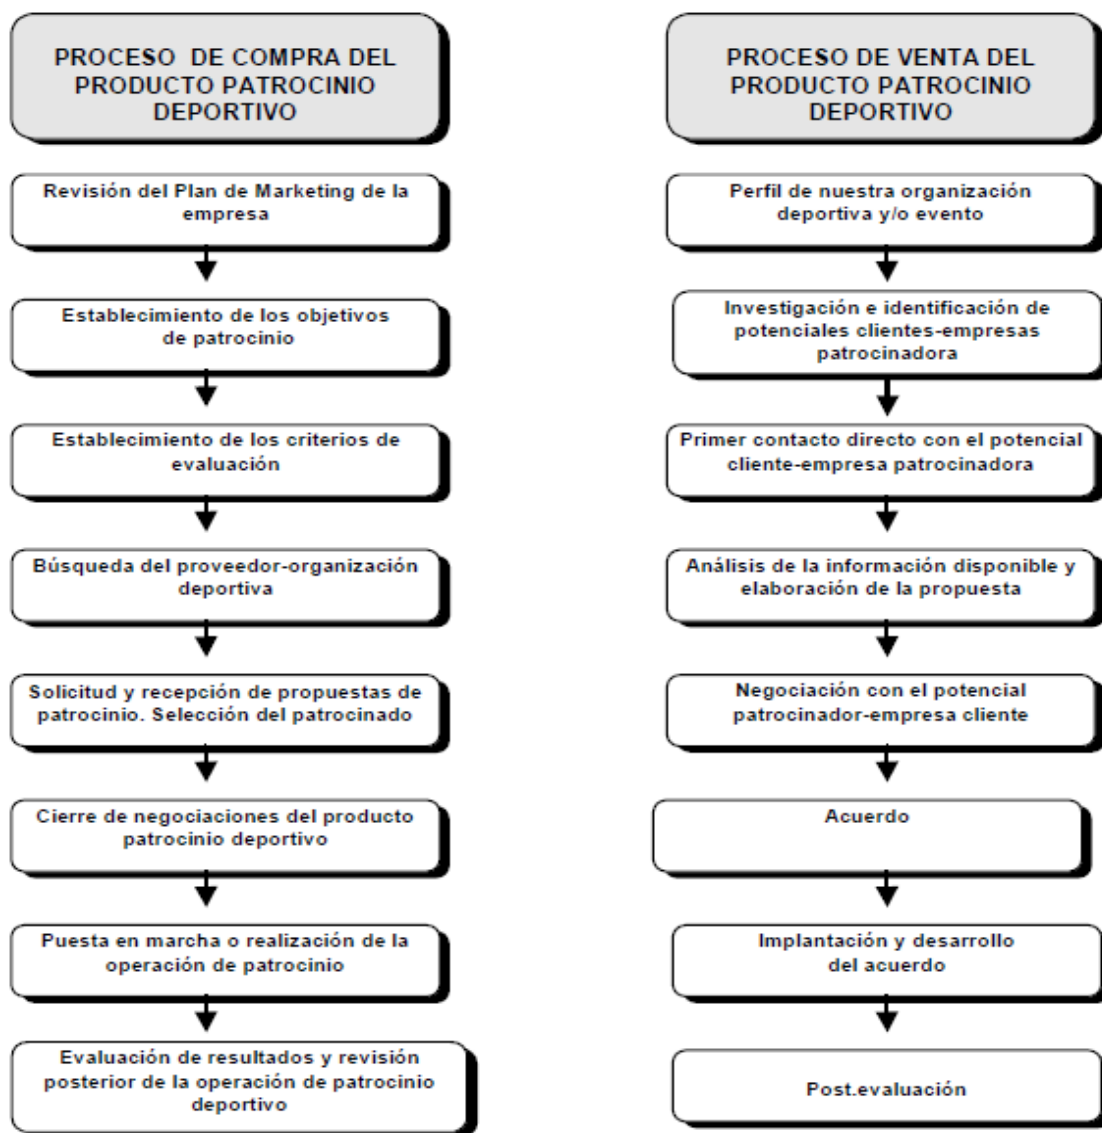 PROCESO DE COMPRA DEL
PRODUCTO PATROCINIO
DEPORTIVO
Revisión del Plan de Marketing de la
empresa
Establecimiento de los objetivos
de patrocinio
Establecimiento de los criterios de
evaluación
Búsqueda del proveedor-organización
deportiva
Solicitud y recepción de propuestas de
patrocinio. Selección del patrocinado
Cierre de negociaciones del producto
patrocinio deportivo
Puesta en marcha o realización de la
operación de patrocinio
Evaluación de resultados y revisión
posterior de la operación de patrocinio
deportivo
PROCESO DE VENTA DEL
PRODUCTO PATROCINIO
DEPORTIVO
Perfil de nuestra organización
deportiva y/o evento
Investigación e identificación de
potenciales clientes-empresas
patrocinadora
Primer contacto directo con el potencial
cliente-empresa patrocinadora
Análisis de la información disponible y
elaboración de la propuesta
Negociación con el potencial
patrocinador-empresa cliente
Acuerdo
Implantación y desarrollo
del acuerdo
Post.evaluación